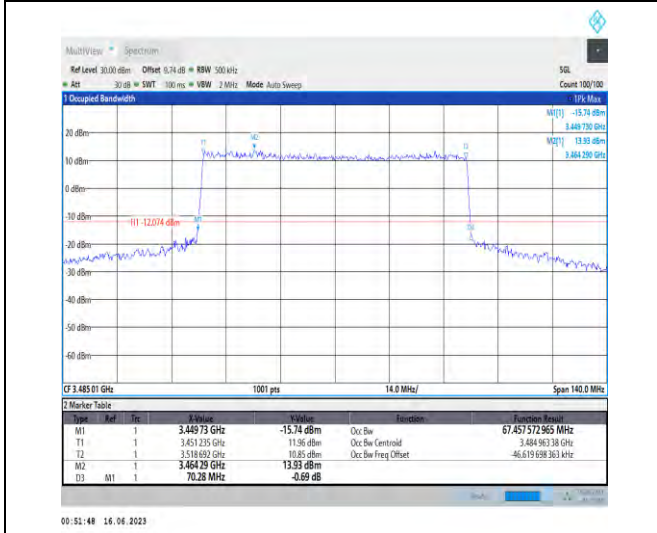 MultiView Spectrum
Ref Level 30.00 dBm Offset 8.74 dB RBW 500 kHz SGL
Att 30 dB SWT 100 ms VBW 2 MHz Mode Auto Sweep Count 100/100
1 Occupied Bandwidth 1Pk Max
M1[1] -15.74 dBm
3.449 730 GHz
M2[1] 13.93 dBm
3.464 290 GHz
20 dBm
10 dBm
0 dBm
-10 dBm
H1 -12.074 dBm
-20 dBm
-30 dBm
-40 dBm
-50 dBm
-60 dBm
T1
M2
M1
CF 3.485 01 GHz 1001 pts 14.0 MHz/ Span 140.0 MHz
2 Marker Table
Type Ref Trc X-Value Y-Value Function Function Result
M1 1 3.449 73 GHz -15.74 dBm Occ Bw 67.457 572 965 MHz
T1 1 3.451 235 GHz 11.96 dBm Occ Bw Centroid 3.484 963 38 GHz
T2 1 3.518 692 GHz 10.85 dBm Occ Bw Freq Offset -46.619 698 363 kHz
M2 1 3.464 29 GHz 13.93 dBm
D3 M1 1 70.28 MHz -0.69 dB
00:51:48 16.06.2023